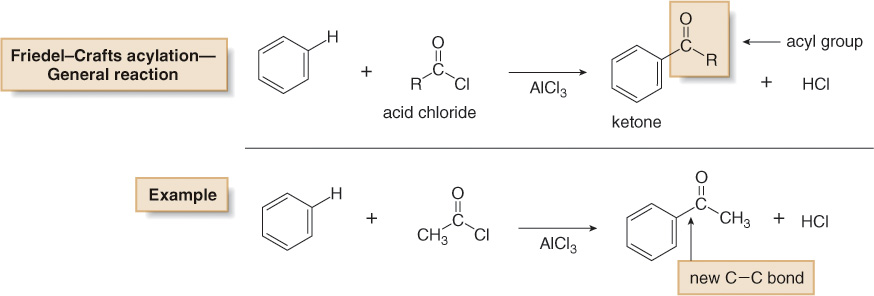 Friedel–Crafts acylation—
General reaction
H
+
O
C
R
Cl
acid chloride
AlCl3
O
C
R
ketone
acyl group
+
HCl
Example
H
+
O
C
CH3
Cl
AlCl3
O
C
CH3
+
HCl
new C–C bond